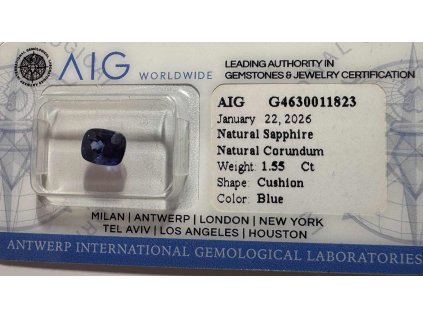 AIG WORLDWIDE
LEADING AUTHORITY IN
GEMSTONES & JEWELRY CERTIFICATION
AIG G4630011823
January 22, 2026
Natural Sapphire
Natural Corundum
Weight: 1.55 Ct
Shape: Cushion
Color: Blue
MILAN | ANTWERP | LONDON | NEW YORK
TEL AVIV | LOS ANGELES | HOUSTON
ANTWERP INTERNATIONAL GEMOLOGICAL LABORATORIES